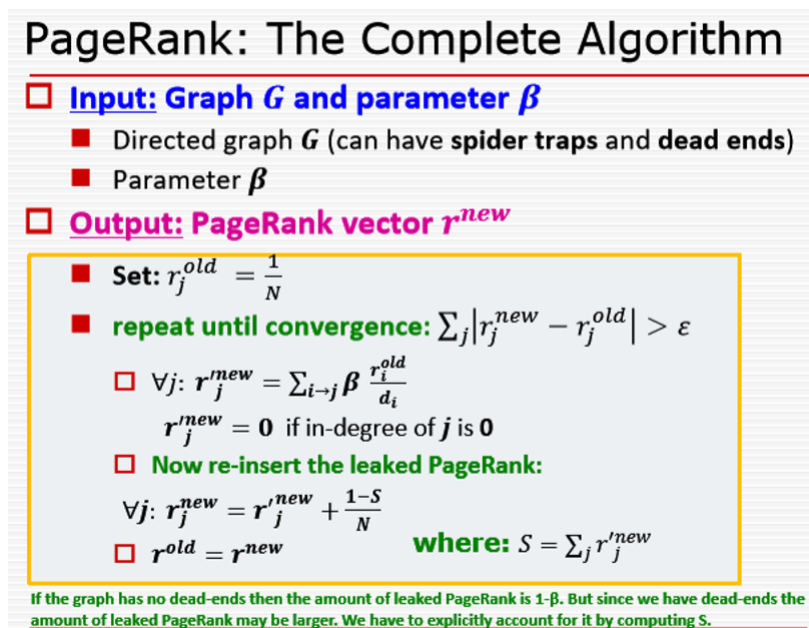 PageRank: The Complete Algorithm
Input: Graph G and parameter β
Directed graph G (can have spider traps and dead ends)
Parameter β
Output: PageRank vector r^new
Set: r_j^old = 1/N
repeat until convergence: ∑_j |r_j^new − r_j^old| > ε
∀j: r'_j^new = ∑_{i→j} β r_i^old / d_i
r'_j^new = 0 if in-degree of j is 0
Now re-insert the leaked PageRank:
∀j: r_j^new = r'_j^new + (1−S)/N
r^old = r^new where: S = ∑_j r'_j^new
If the graph has no dead-ends then the amount of leaked PageRank is 1-β. But since we have dead-ends the
amount of leaked PageRank may be larger. We have to explicitly account for it by computing S.